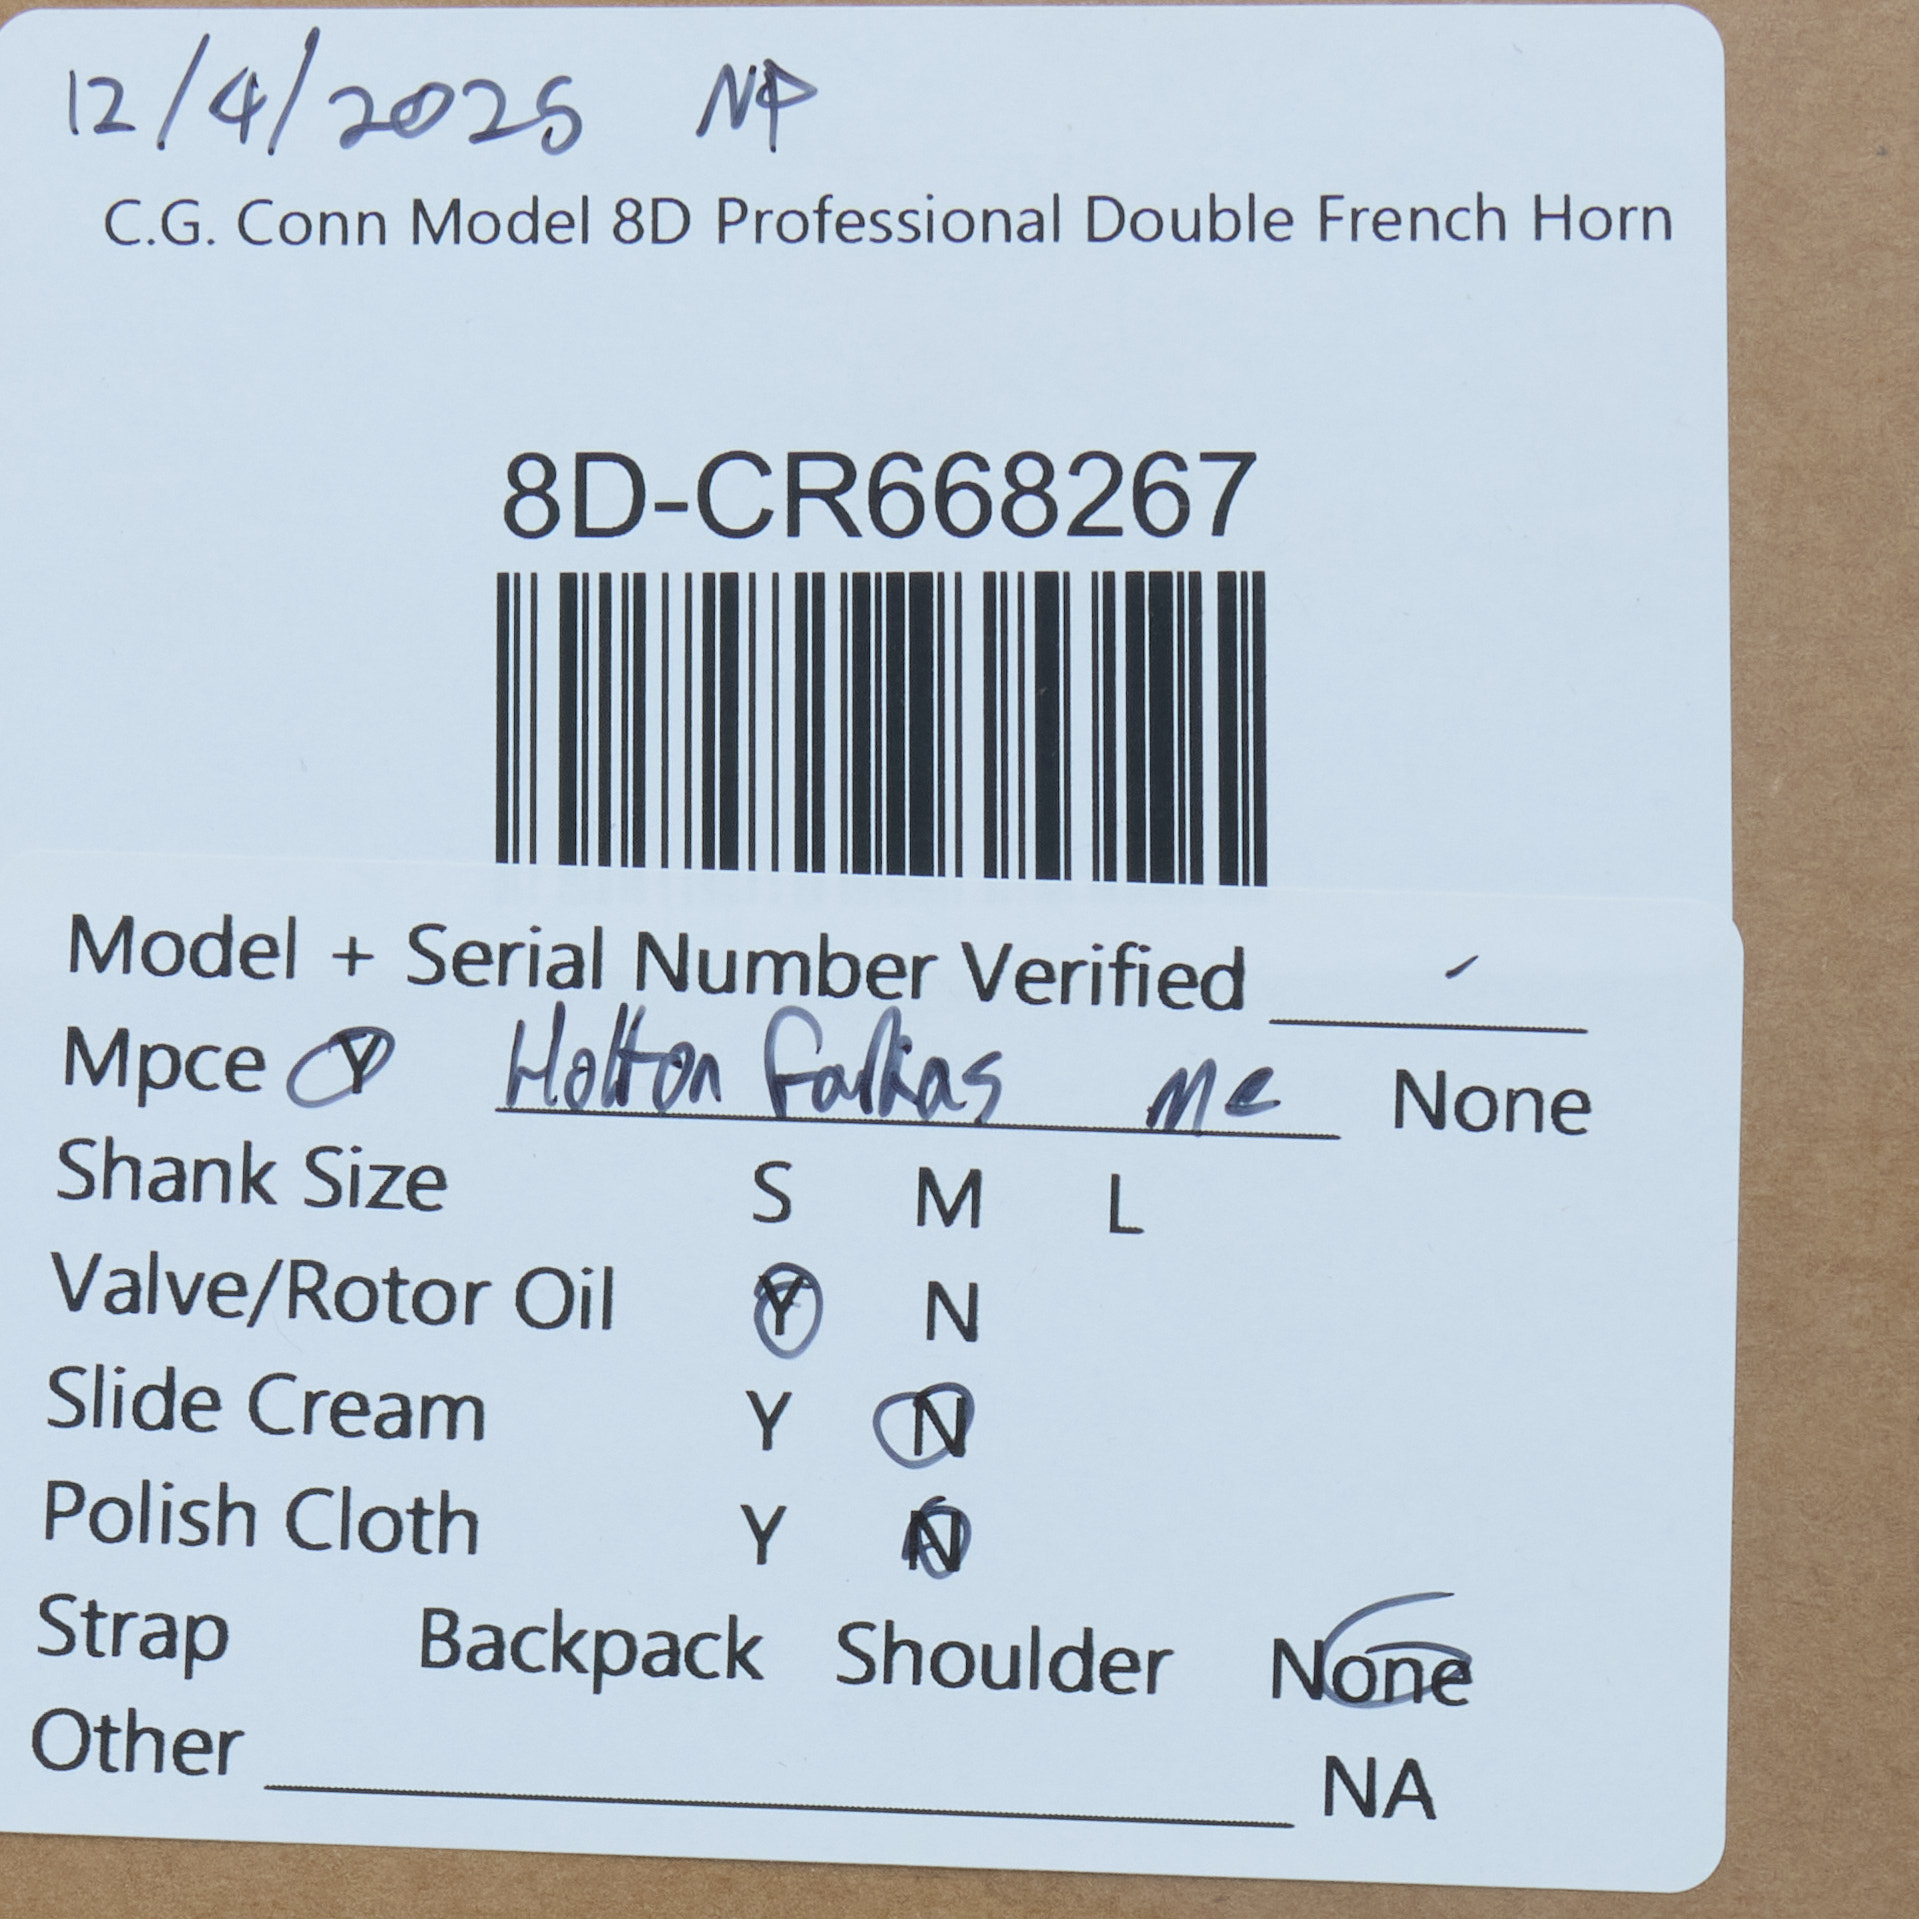 12/4/2025 NP
C.G. Conn Model 8D Professional Double French Horn
8D-CR668267
Model + Serial Number Verified
Mpce Y Holton Farkas MC None
Shank Size S M L
Valve/Rotor Oil Y N
Slide Cream Y N
Polish Cloth Y N
Strap Backpack Shoulder None
Other NA